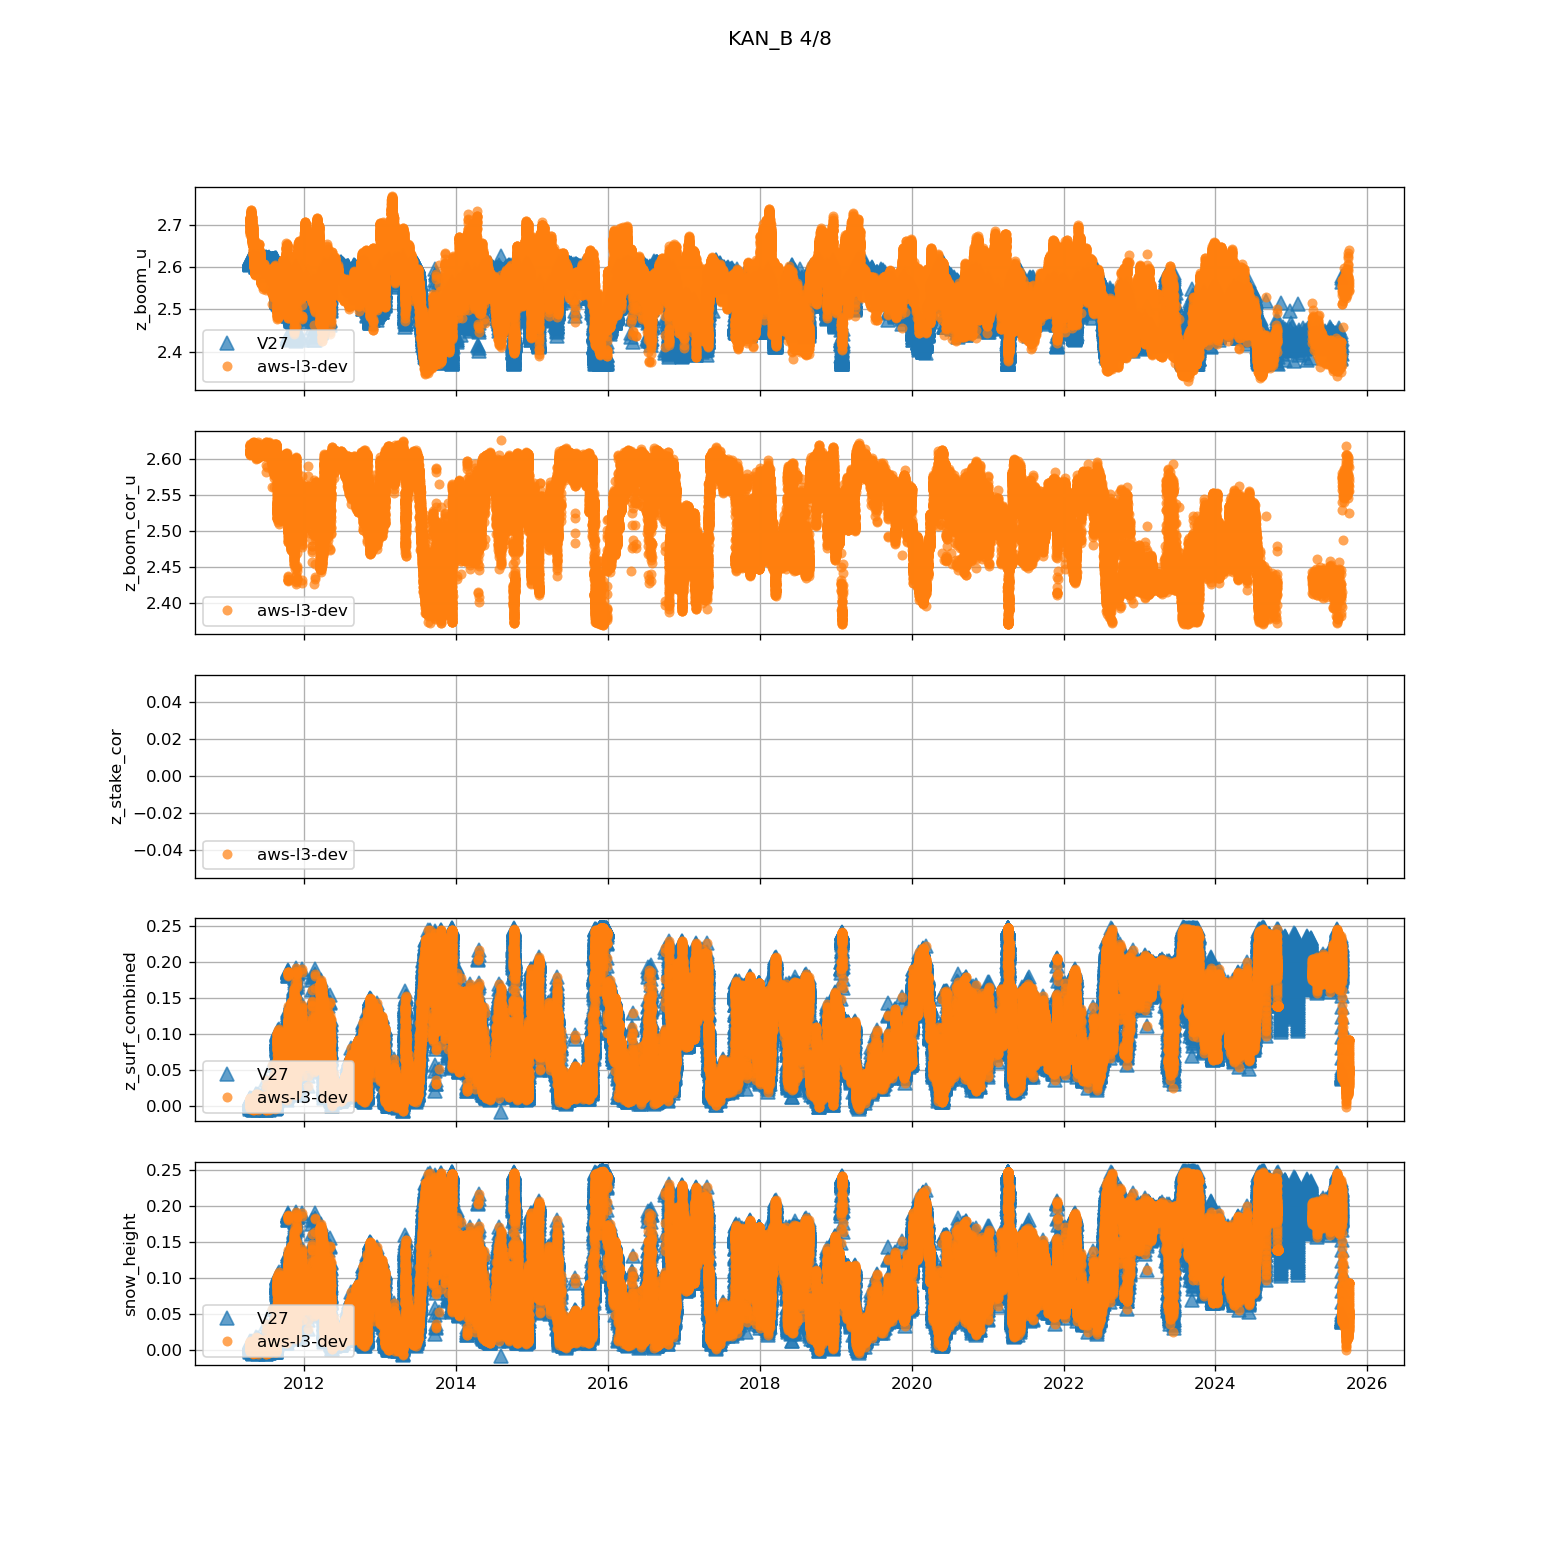 KAN_B 4/8
z_boom_u
2.7
2.6
2.5
2.4
V27
aws-l3-dev
z_boom_cor_u
2.60
2.55
2.50
2.45
2.40
aws-l3-dev
z_stake_cor
0.04
0.02
0.00
−0.02
−0.04
aws-l3-dev
z_surf_combined
0.25
0.20
0.15
0.10
0.05
0.00
V27
aws-l3-dev
snow_height
0.25
0.20
0.15
0.10
0.05
0.00
V27
aws-l3-dev
2012 2014 2016 2018 2020 2022 2024 2026